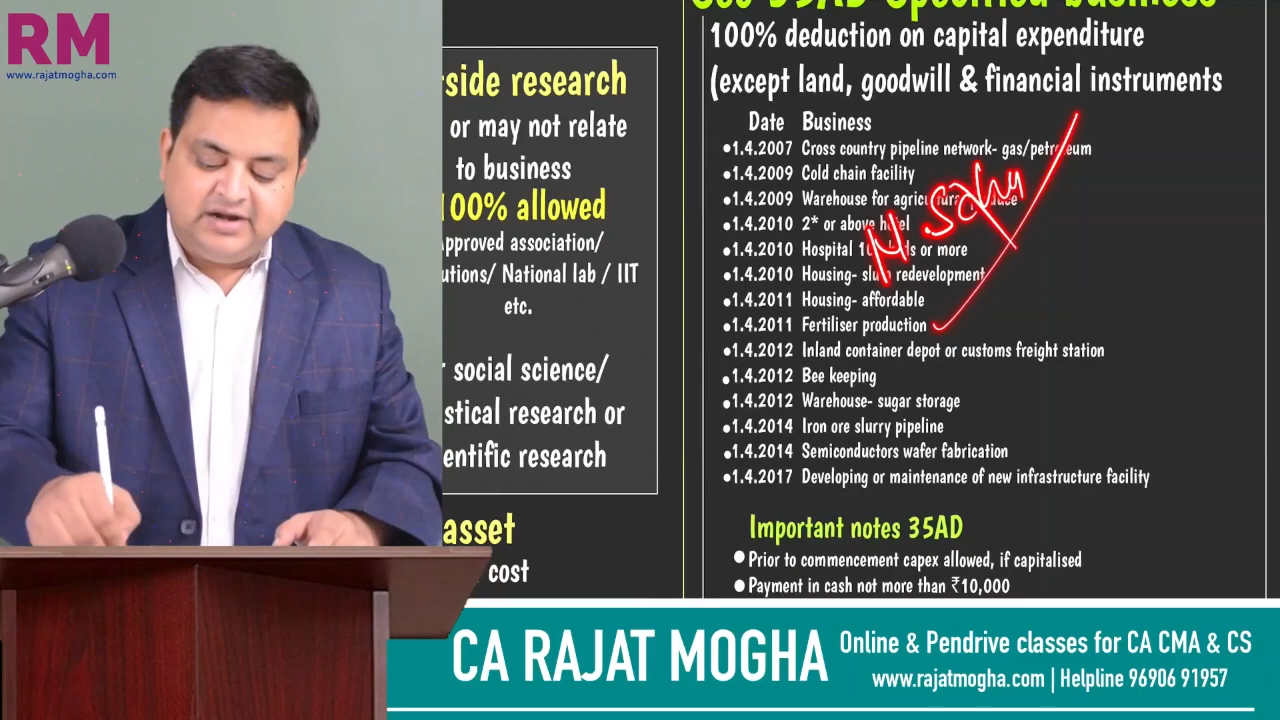 RM
www.rajatmogha.com
side research
or may not relate
to business
100% allowed
Approved association/
utions/ National lab / IIT
etc.
social science/
stical research or
entific research
asset
cost
Sec 35AD Specified business
100% deduction on capital expenditure
(except land, goodwill & financial instruments
Date Business
•1.4.2007 Cross country pipeline network- gas/petroleum
•1.4.2009 Cold chain facility
•1.4.2009 Warehouse for agricultural produce
•1.4.2010 2* or above hotel
•1.4.2010 Hospital 100 beds or more
•1.4.2010 Housing- slum redevelopment
•1.4.2011 Housing- affordable
•1.4.2011 Fertiliser production
•1.4.2012 Inland container depot or customs freight station
•1.4.2012 Bee keeping
•1.4.2012 Warehouse- sugar storage
•1.4.2014 Iron ore slurry pipeline
•1.4.2014 Semiconductors wafer fabrication
•1.4.2017 Developing or maintenance of new infrastructure facility
Important notes 35AD
•Prior to commencement capex allowed, if capitalised
•Payment in cash not more than ₹10,000
CA RAJAT MOGHA
Online & Pendrive classes for CA CMA & CS
www.rajatmogha.com | Helpline 96906 91957